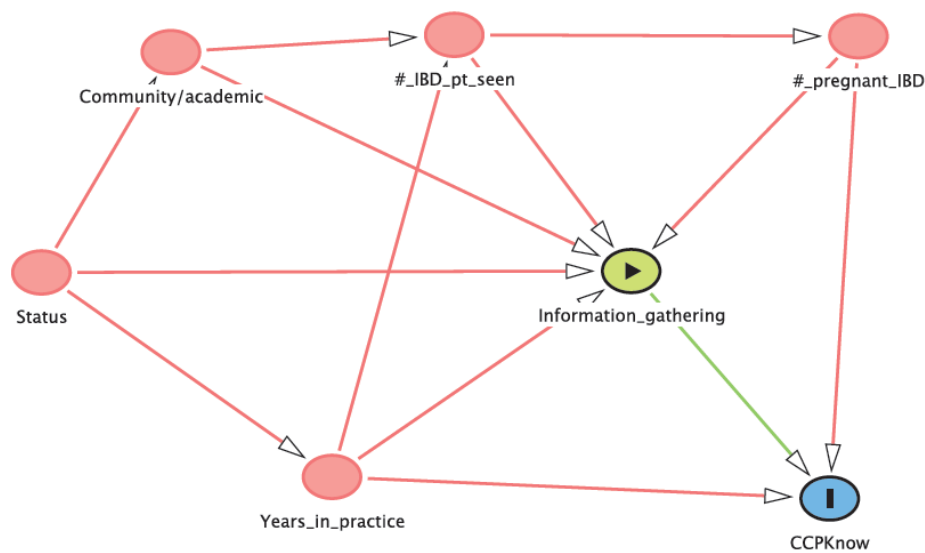 #_IBD_pt_seen
#_pregnant_IBD
Community/academic
Status
Information_gathering
Years_in_practice
CCPKnow